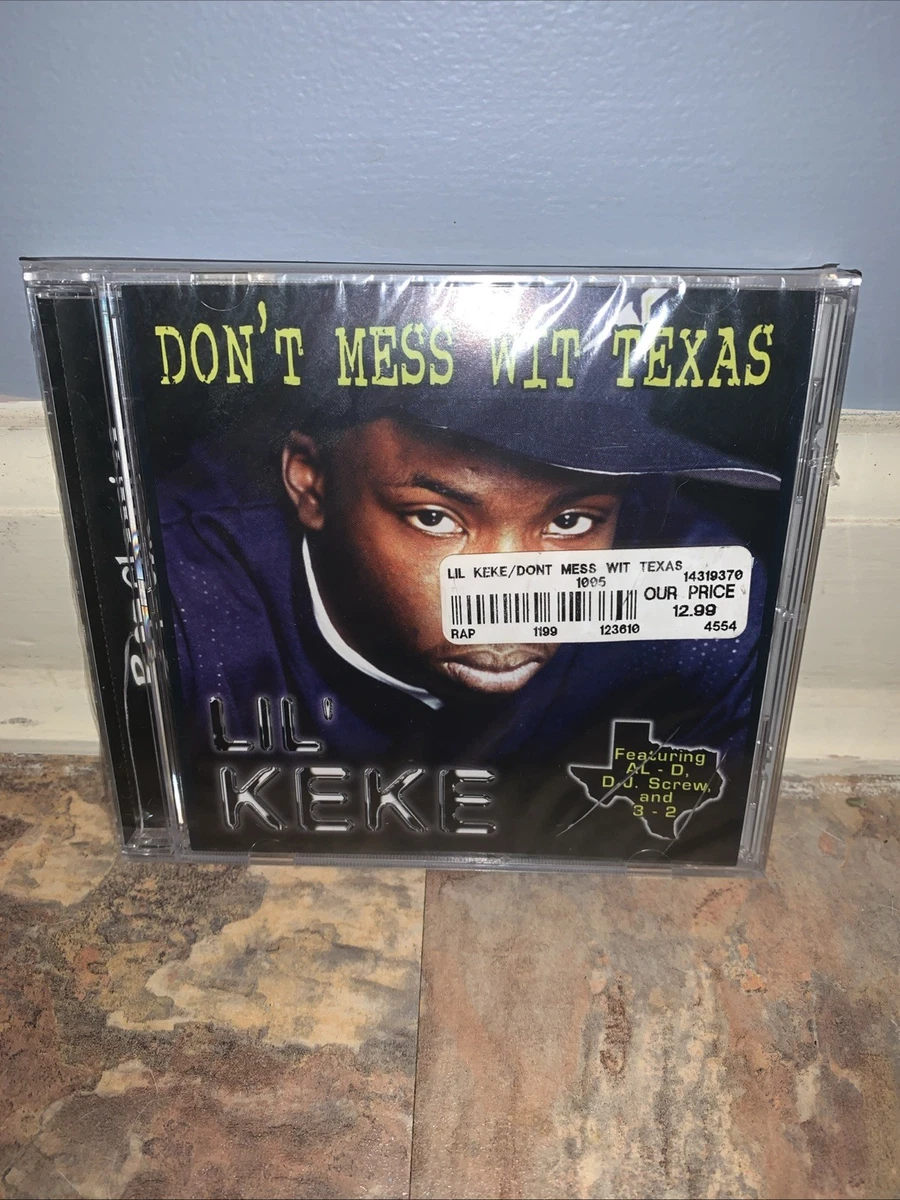 DON'T MESS WIT TEXAS
LIL KEKE/DONT MESS WIT TEXAS
14319370
1005
OUR PRICE
12.99
RAP 1199 123610 4554
LIL'
KEKE
Featuring
AL-D,
D.J. Screw,
and
3-2